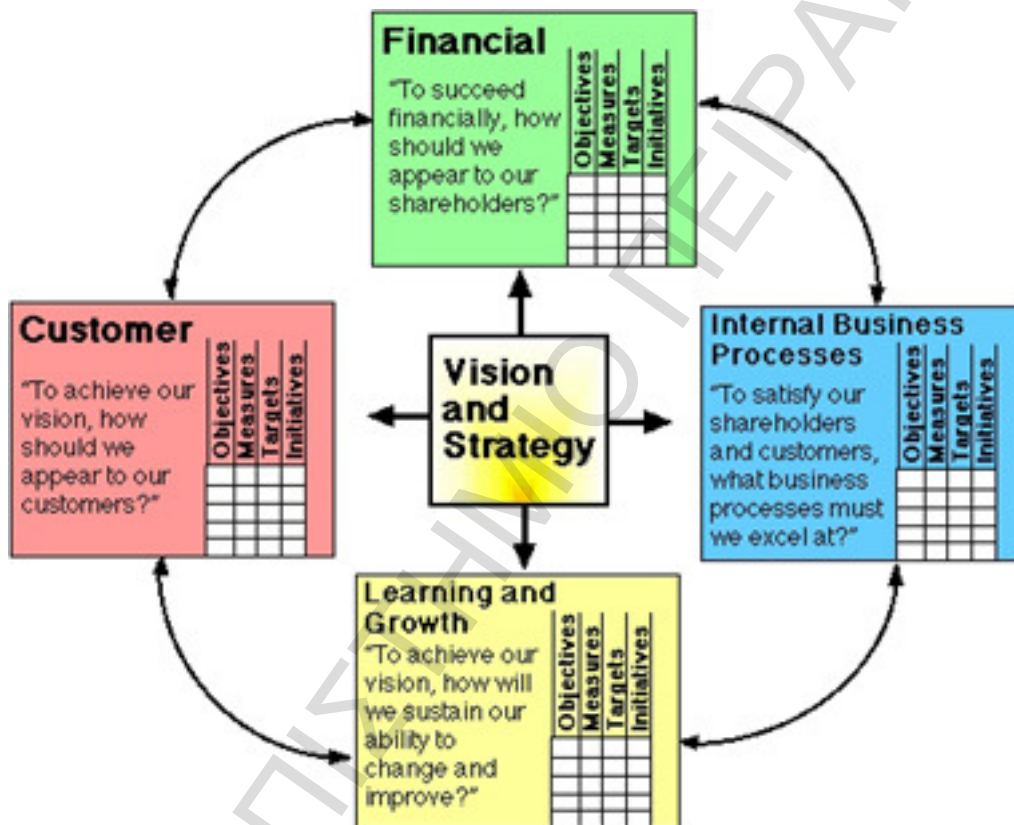 Financial
"To succeed
financially, how
should we
appear to our
shareholders?"
Objectives
Measures
Targets
Initiatives
Customer
"To achieve our
vision, how
should we
appear to our
customers?"
Objectives
Measures
Targets
Initiatives
Vision
and
Strategy
Internal Business
Processes
"To satisfy our
shareholders
and customers,
what business
processes must
we excel at?"
Objectives
Measures
Targets
Initiatives
Learning and
Growth
"To achieve our
vision, how will
we sustain our
ability to
change and
improve?"
Objectives
Measures
Targets
Initiatives